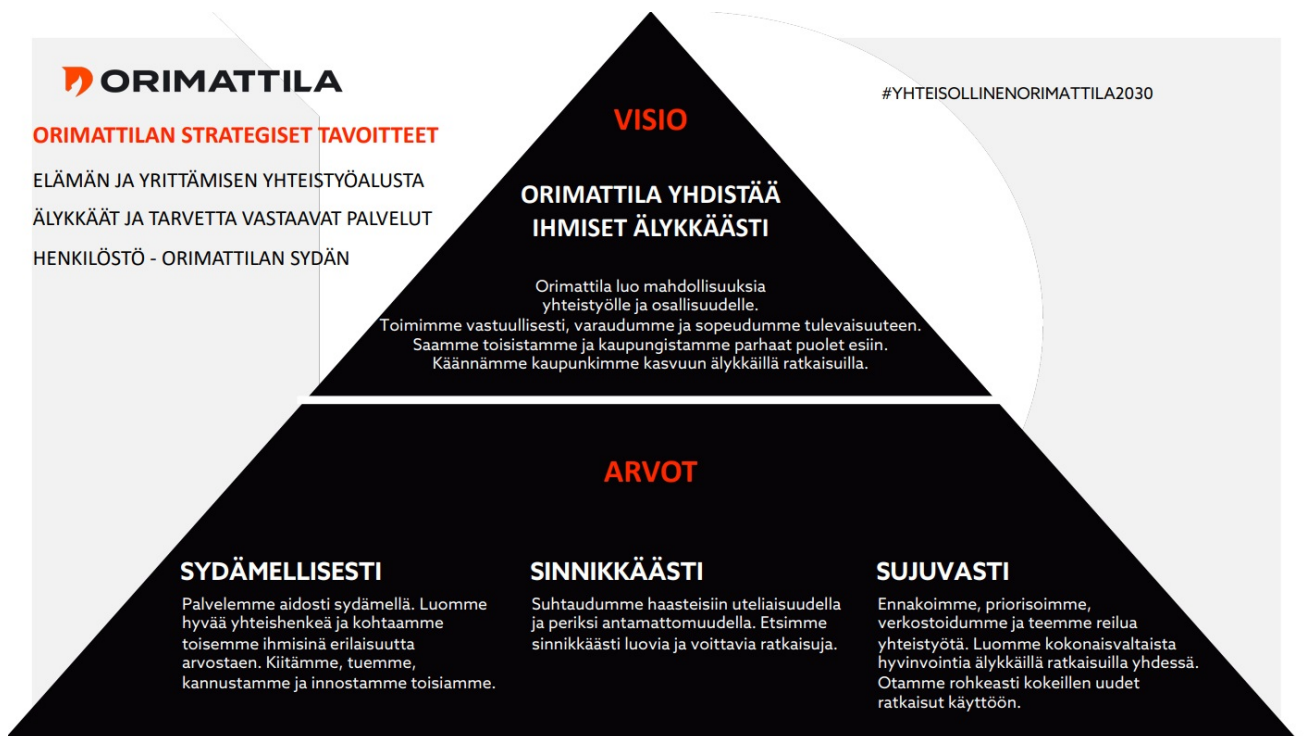 ORIMATTILA
#YHTEISOLLINENORIMATTILA2030
ORIMATTILAN STRATEGISET TAVOITTEET
ELÄMÄN JA YRITTÄMISEN YHTEISTYÖALUSTA
ÄLYKKÄÄT JA TARVETTA VASTAAVAT PALVELUT
HENKILÖSTÖ - ORIMATTILAN SYDÄN
VISIO
ORIMATTILA YHDISTÄÄ
IHMISET ÄLYKKÄÄSTI
Orimattila luo mahdollisuuksia
yhteistyölle ja osallisuudelle.
Toimimme vastuullisesti, varaudumme ja sopeudumme tulevaisuuteen.
Saamme toisistamme ja kaupungistamme parhaat puolet esiin.
Käännämme kaupunkimme kasvuun älykkäillä ratkaisuilla.
ARVOT
SYDÄMELLISESTI
Palvelemme aidosti sydämellä. Luomme
hyvää yhteishenkeä ja kohtaamme
toisemme ihmisinä erilaisuutta
arvostaen. Kiitämme, tuemme,
kannustamme ja innostamme toisiamme.
SINNIKKÄÄSTI
Suhtaudumme haasteisiin uteliaisuudella
ja periksi antamattomuudella. Etsimme
sinnikkäästi luovia ja voittavia ratkaisuja.
SUJUVASTI
Ennakoimme, priorisoimme,
verkostoidumme ja teemme reilua
yhteistyötä. Luomme kokonaisvaltaista
hyvinvointia älykkäillä ratkaisuilla yhdessä.
Otamme rohkeasti kokeillen uudet
ratkaisut käyttöön.